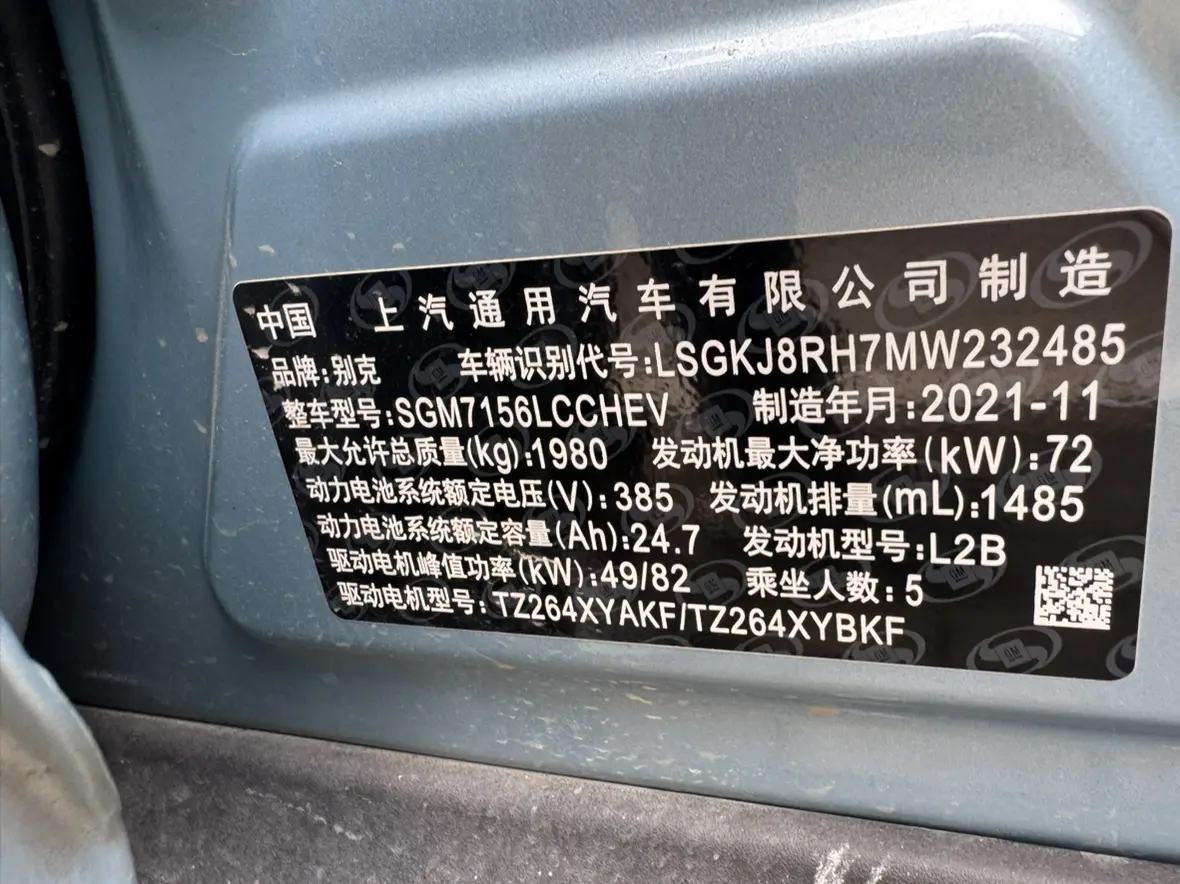 中国 上汽通用汽车有限公司制造
品牌:别克 车辆识别代号:LSGKJ8RH7MW232485
整车型号:SGM7156LCCHEV 制造年月:2021-11
最大允许总质量(kg):1980 发动机最大净功率(kW):72
动力电池系统额定电压(V):385 发动机排量(mL):1485
动力电池系统额定容量(Ah):24.7 发动机型号:L2B
驱动电机峰值功率(kW):49/82 乘坐人数:5
驱动电机型号:TZ264XYAKF/TZ264XYBKF